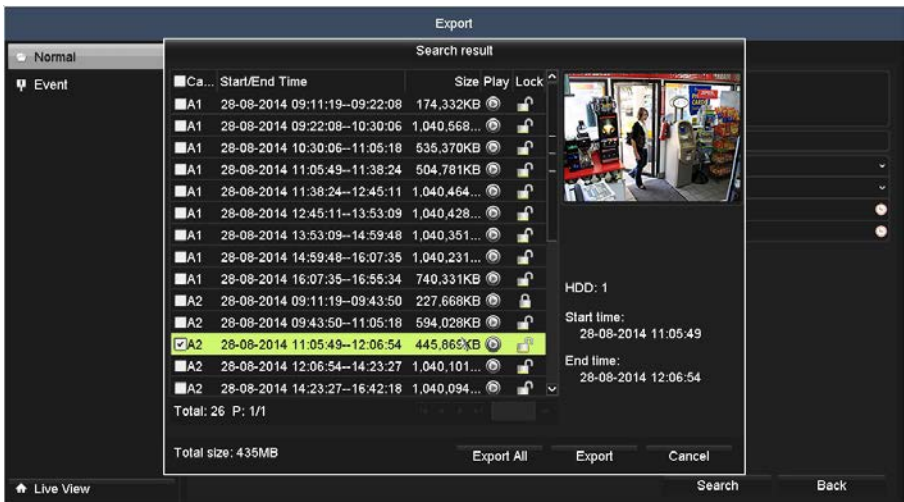 Export
Normal
Event
Search result
Ca... Start/End Time Size Play Lock
A1 28-08-2014 09:11:19--09:22:08 174,332KB
A1 28-08-2014 09:22:08--10:30:06 1,040,568...
A1 28-08-2014 10:30:06--11:05:18 535,370KB
A1 28-08-2014 11:05:49--11:38:24 504,781KB
A1 28-08-2014 11:38:24--12:45:11 1,040,464...
A1 28-08-2014 12:45:11--13:53:09 1,040,428...
A1 28-08-2014 13:53:09--14:59:48 1,040,351...
A1 28-08-2014 14:59:48--16:07:35 1,040,231...
A1 28-08-2014 16:07:35--16:55:34 740,331KB
A2 28-08-2014 09:11:19--09:43:50 227,668KB
A2 28-08-2014 09:43:50--11:05:18 594,028KB
A2 28-08-2014 11:05:49--12:06:54 445,869KB
A2 28-08-2014 12:06:54--14:23:27 1,040,101...
A2 28-08-2014 14:23:27--16:42:18 1,040,094...
HDD: 1
Start time:
28-08-2014 11:05:49
End time:
28-08-2014 12:06:54
Total: 26 P: 1/1
Total size: 435MB
Export All
Export
Cancel
Live View
Search
Back